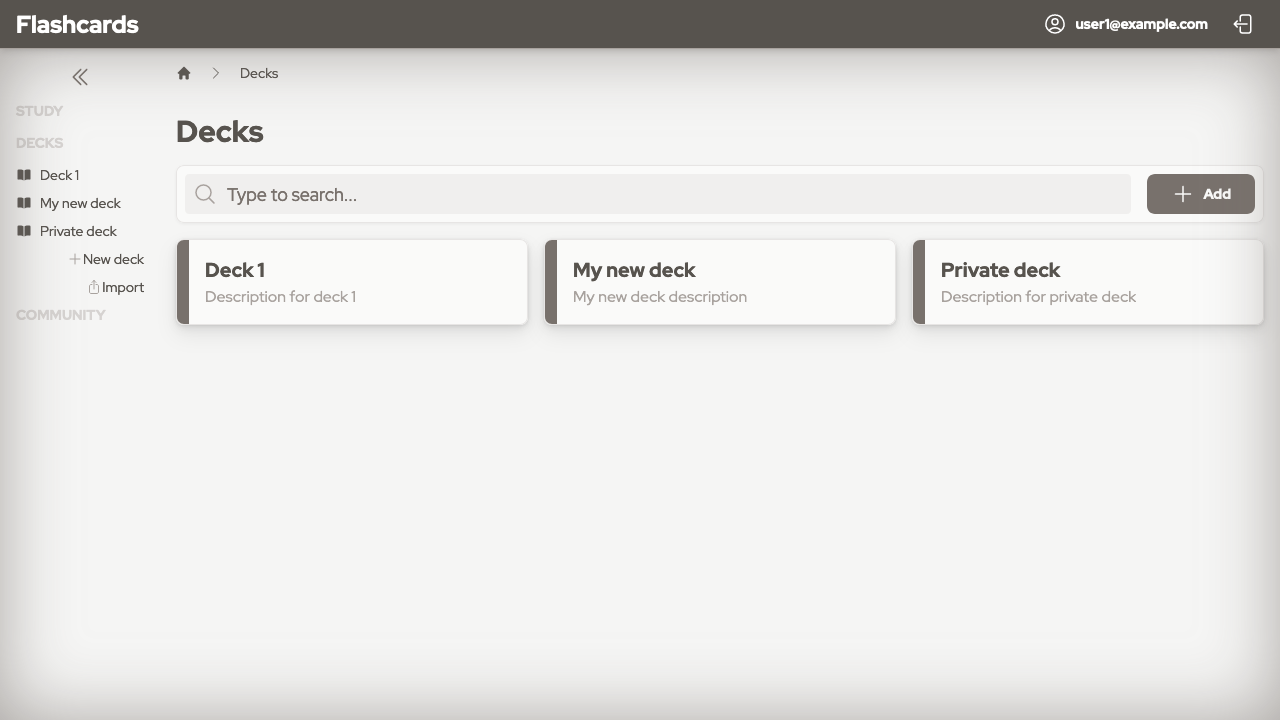 Flashcards
user1@example.com
Decks
STUDY
DECKS
Deck 1
My new deck
Private deck
New deck
Import
COMMUNITY
Decks
Type to search...
Add
Deck 1
Description for deck 1
My new deck
My new deck description
Private deck
Description for private deck